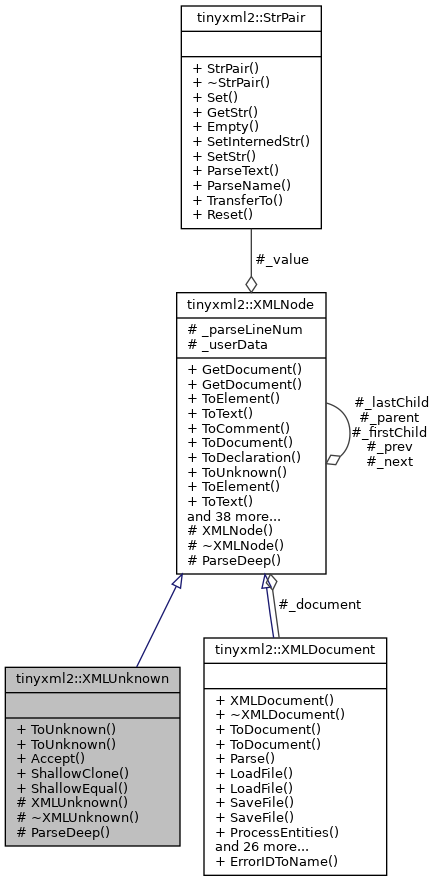 tinyxml2::StrPair
+ StrPair()
+ ~StrPair()
+ Set()
+ GetStr()
+ Empty()
+ SetInternedStr()
+ SetStr()
+ ParseText()
+ ParseName()
+ TransferTo()
+ Reset()
#_value
tinyxml2::XMLNode
# _parseLineNum
# _userData
+ GetDocument()
+ GetDocument()
+ ToElement()
+ ToText()
+ ToComment()
+ ToDocument()
+ ToDeclaration()
+ ToUnknown()
+ ToElement()
+ ToText()
and 38 more...
# XMLNode()
# ~XMLNode()
# ParseDeep()
#_lastChild
#_parent
#_firstChild
#_prev
#_next
#_document
tinyxml2::XMLUnknown
+ ToUnknown()
+ ToUnknown()
+ Accept()
+ ShallowClone()
+ ShallowEqual()
# XMLUnknown()
# ~XMLUnknown()
# ParseDeep()
tinyxml2::XMLDocument
+ XMLDocument()
+ ~XMLDocument()
+ ToDocument()
+ ToDocument()
+ Parse()
+ LoadFile()
+ LoadFile()
+ SaveFile()
+ SaveFile()
+ ProcessEntities()
and 26 more...
+ ErrorIDToName()